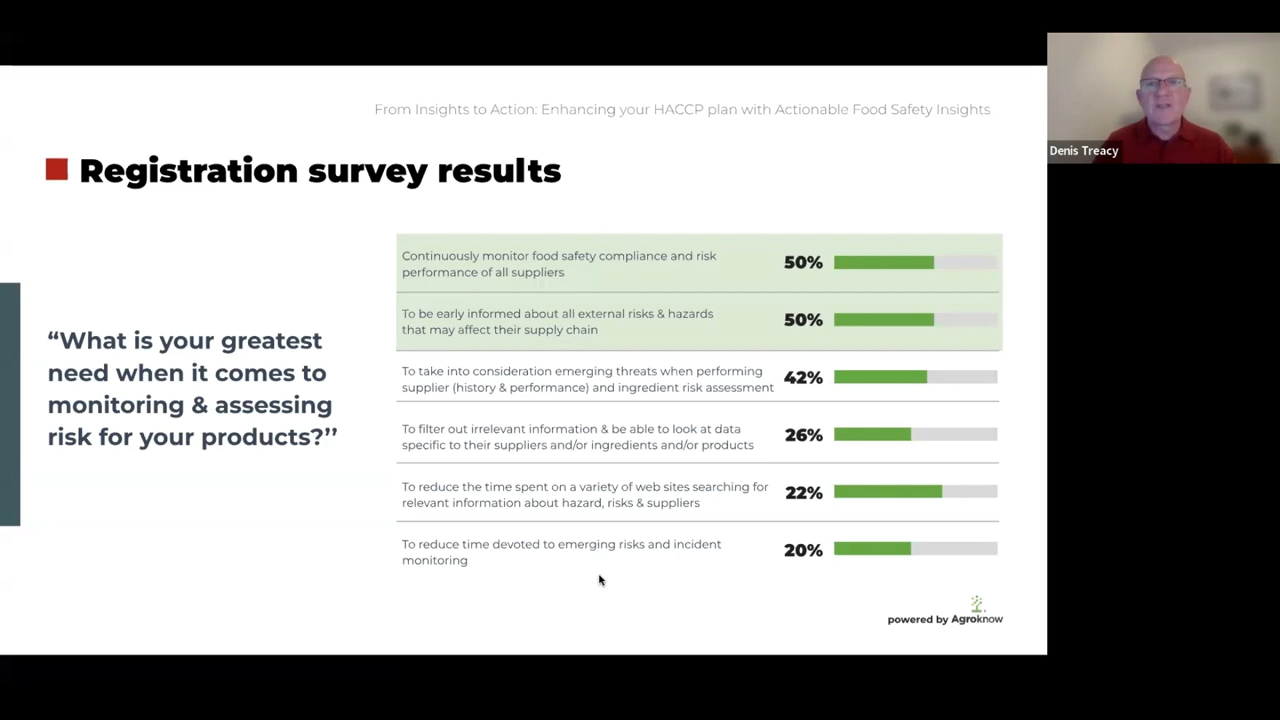 From Insights to Action: Enhancing your HACCP plan with Actionable Food Safety Insights
Denis Treacy
Registration survey results
“What is your greatest
need when it comes to
monitoring & assessing
risk for your products?’’
Continuously monitor food safety compliance and risk
performance of all suppliers
50%
To be early informed about all external risks & hazards
that may affect their supply chain
50%
To take into consideration emerging threats when performing
supplier (history & performance) and ingredient risk assessment
42%
To filter out irrelevant information & be able to look at data
specific to their suppliers and/or ingredients and/or products
26%
To reduce the time spent on a variety of web sites searching for
relevant information about hazard, risks & suppliers
22%
To reduce time devoted to emerging risks and incident
monitoring
20%
powered by Agroknow